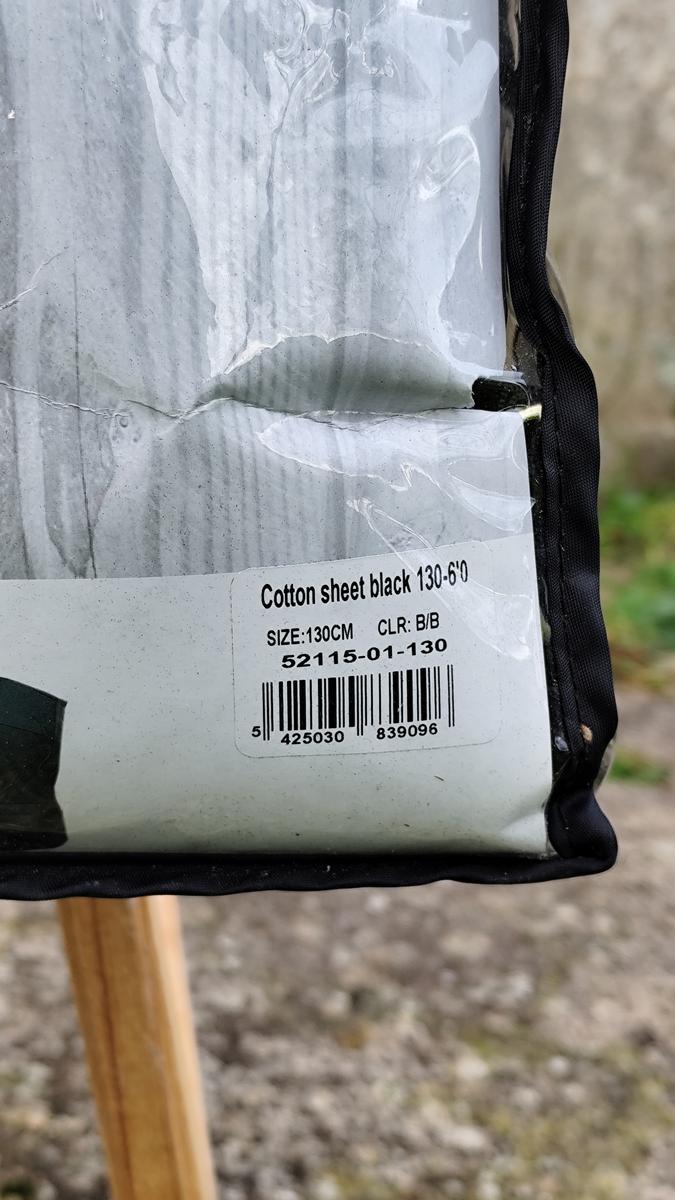 Cotton sheet black 130-6'0
SIZE:130CM CLR: B/B
52115-01-130
5 425030 839096